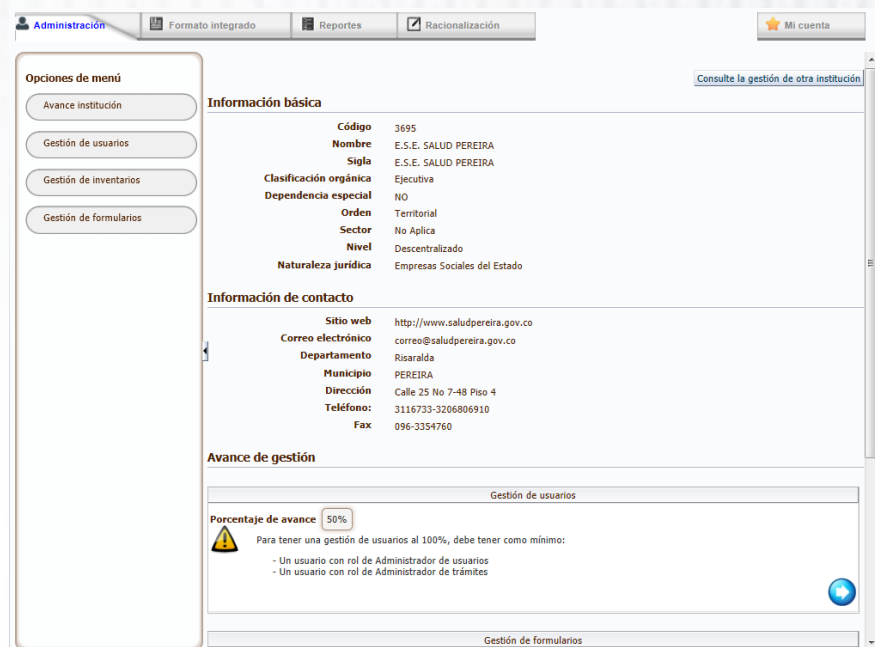 Administración
Formato integrado
Reportes
Racionalización
Mi cuenta
Opciones de menú
Avance institución
Gestión de usuarios
Gestión de inventarios
Gestión de formularios
Consulte la gestión de otra institución
Información básica
Código 3695
Nombre E.S.E. SALUD PEREIRA
Sigla E.S.E. SALUD PEREIRA
Clasificación orgánica Ejecutiva
Dependencia especial NO
Orden Territorial
Sector No Aplica
Nivel Descentralizado
Naturaleza jurídica Empresas Sociales del Estado
Información de contacto
Sitio web http://www.saludpereira.gov.co
Correo electrónico correo@saludpereira.gov.co
Departamento Risaralda
Municipio PEREIRA
Dirección Calle 25 No 7-48 Piso 4
Teléfono: 3116733-3206806910
Fax 096-3354760
Avance de gestión
Gestión de usuarios
Porcentaje de avance 50%
Para tener una gestión de usuarios al 100%, debe tener como mínimo:
- Un usuario con rol de Administrador de usuarios
- Un usuario con rol de Administrador de trámites
Gestión de formularios